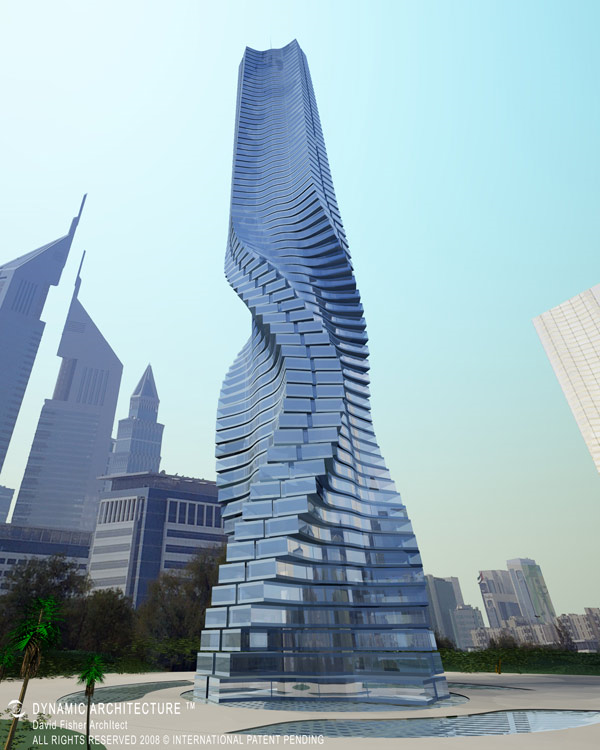 DYNAMIC ARCHITECTURE ™
David Fisher Architect
ALL RIGHTS RESERVED 2008 © INTERNATIONAL PATENT PENDING